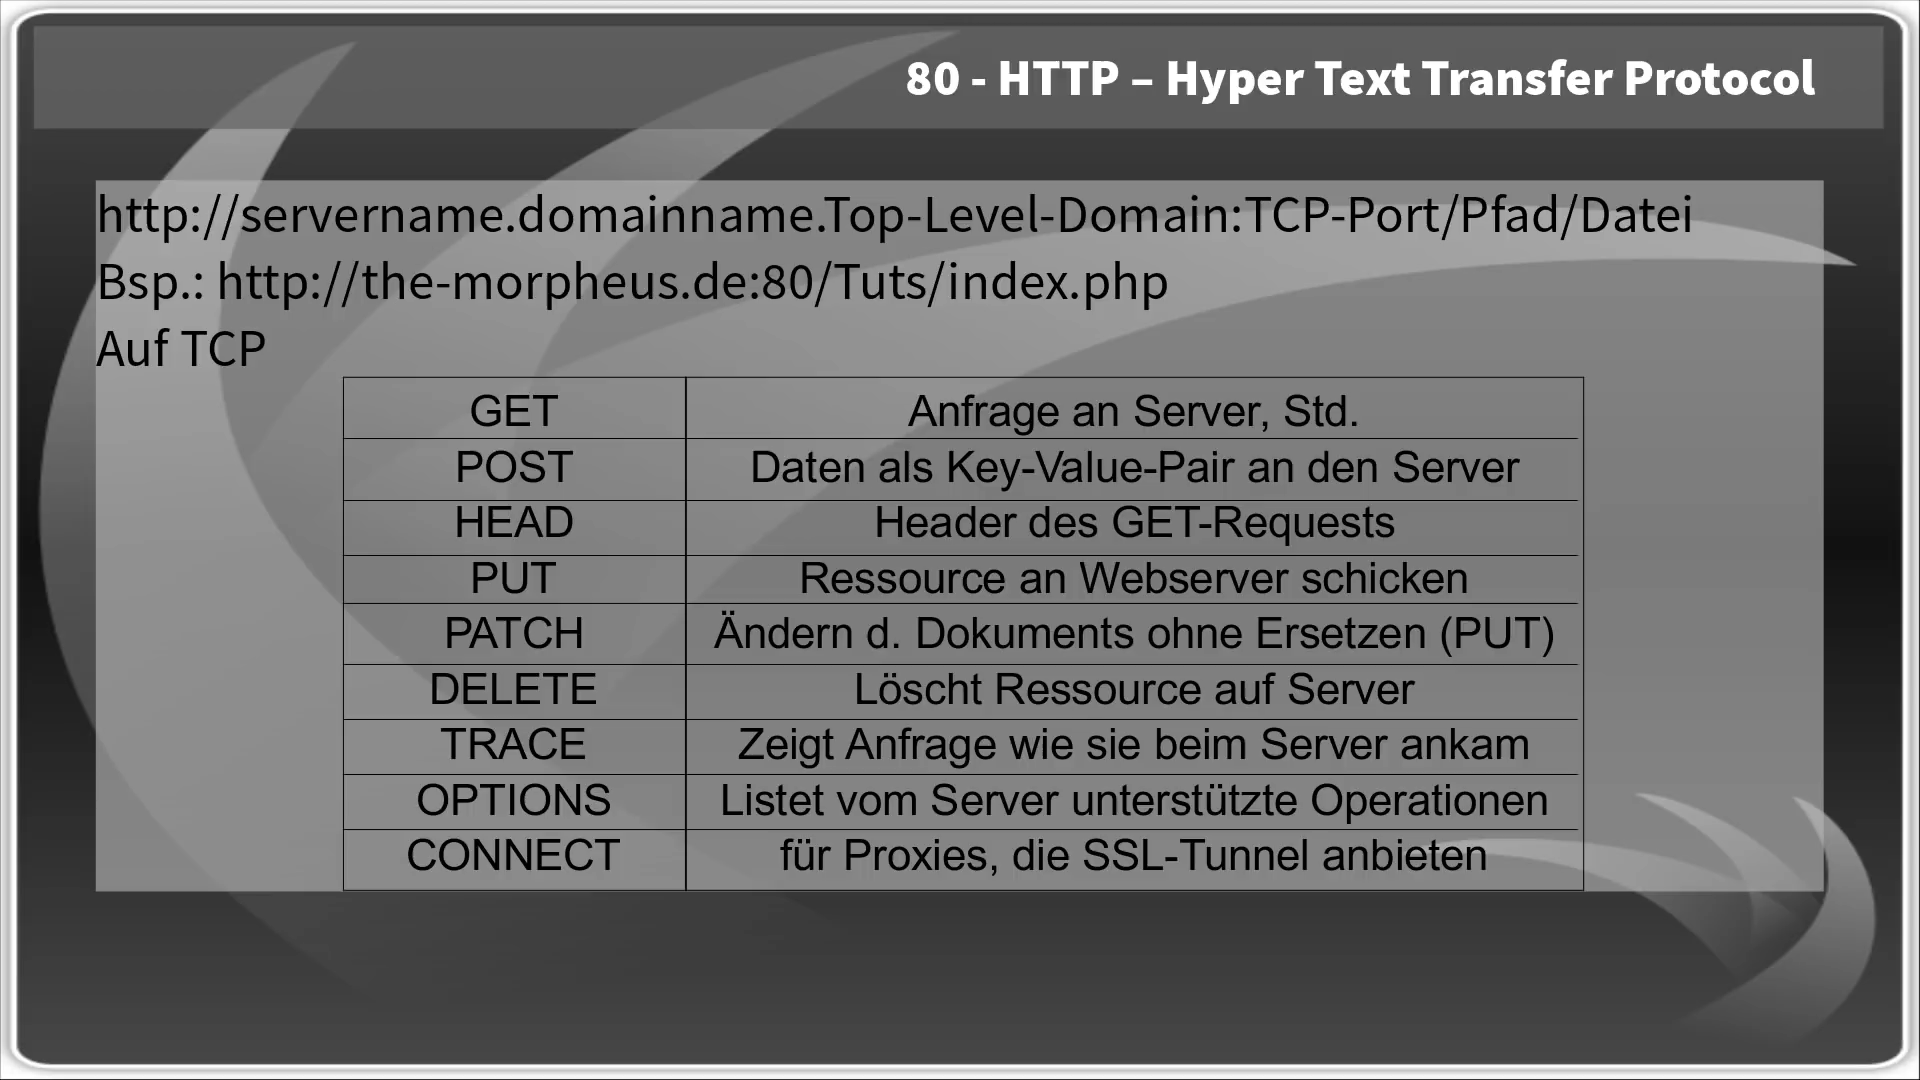 80 - HTTP – Hyper Text Transfer Protocol
http://servername.domainname.Top-Level-Domain:TCP-Port/Pfad/Datei
Bsp.: http://the-morpheus.de:80/Tuts/index.php
Auf TCP
GET Anfrage an Server, Std.
POST Daten als Key-Value-Pair an den Server
HEAD Header des GET-Requests
PUT Ressource an Webserver schicken
PATCH Ändern d. Dokuments ohne Ersetzen (PUT)
DELETE Löscht Ressource auf Server
TRACE Zeigt Anfrage wie sie beim Server ankam
OPTIONS Listet vom Server unterstützte Operationen
CONNECT für Proxies, die SSL-Tunnel anbieten